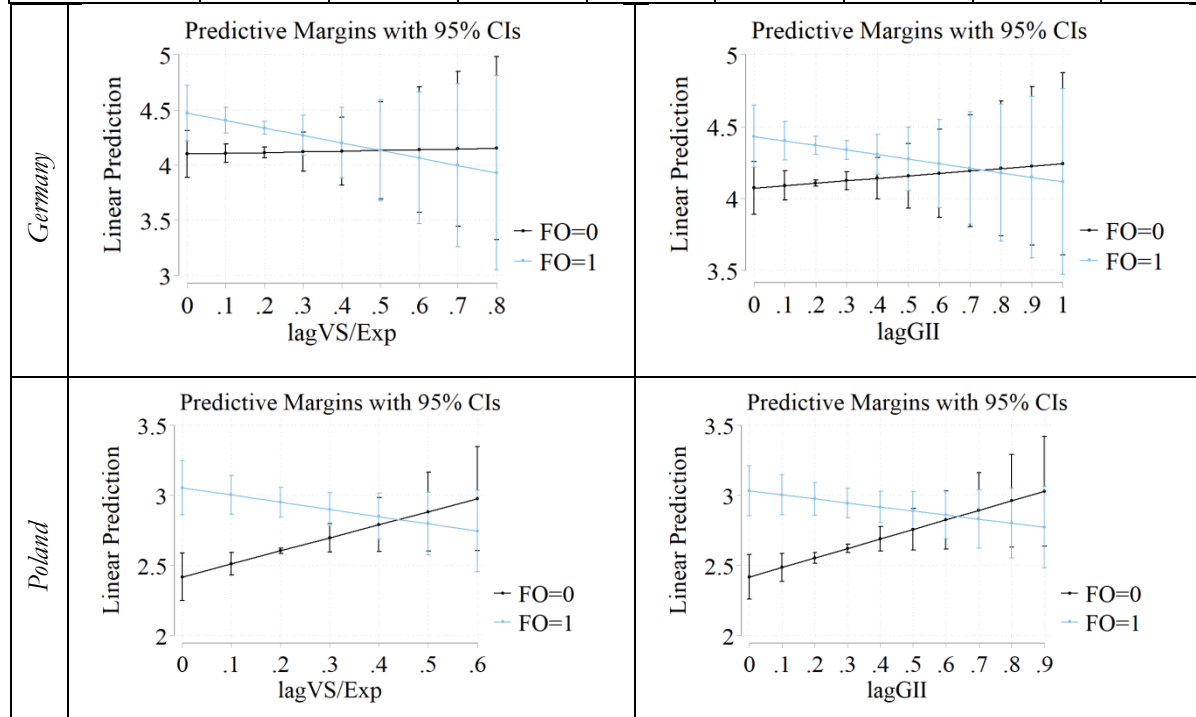 Germany
Predictive Margins with 95% CIs
Linear Prediction
5
4.5
4
3.5
3
0 .1 .2 .3 .4 .5 .6 .7 .8
lagVS/Exp
FO=0
FO=1
Predictive Margins with 95% CIs
Linear Prediction
5
4.5
4
3.5
0 .1 .2 .3 .4 .5 .6 .7 .8 .9 1
lagGII
FO=0
FO=1
Poland
Predictive Margins with 95% CIs
Linear Prediction
3.5
3
2.5
2
0 .1 .2 .3 .4 .5 .6
lagVS/Exp
FO=0
FO=1
Predictive Margins with 95% CIs
Linear Prediction
3.5
3
2.5
2
0 .1 .2 .3 .4 .5 .6 .7 .8 .9
lagGII
FO=0
FO=1